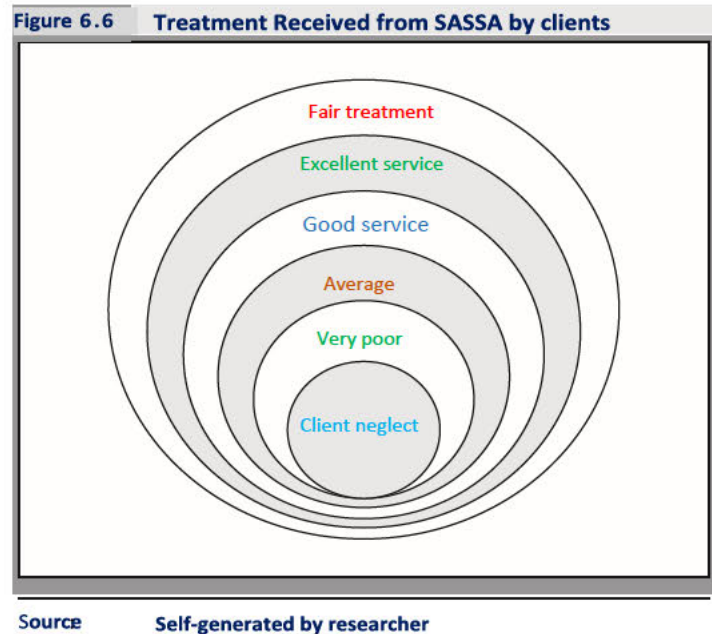 Figure 6.6 Treatment Received from SASSA by clients
Fair treatment
Excellent service
Good service
Average
Very poor
Client neglect
Source Self-generated by researcher